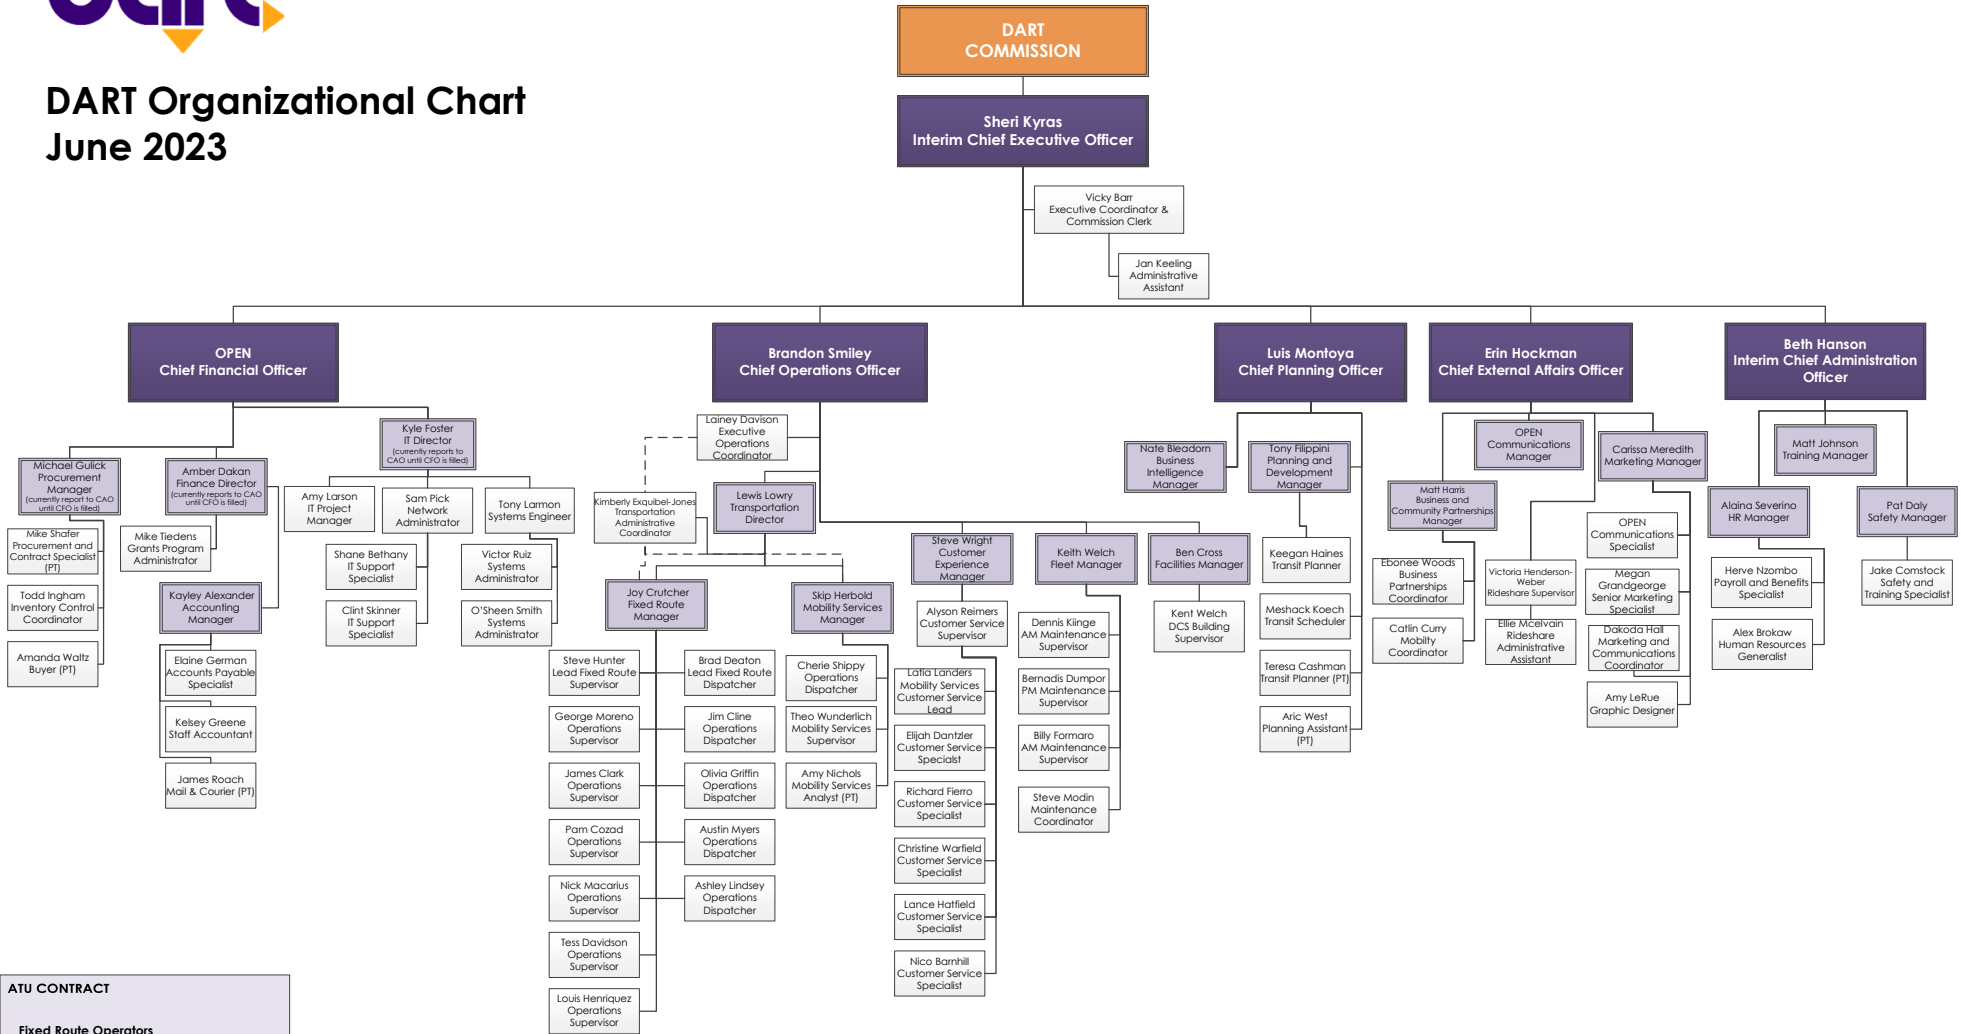 dart
DART Organizational Chart
June 2023
DART
COMMISSION
Sheri Kyras
Interim Chief Executive Officer
Vicky Barr
Executive Coordinator &
Commission Clerk
Jan Keeling
Administrative
Assistant
OPEN
Chief Financial Officer
Brandon Smiley
Chief Operations Officer
Luis Montoya
Chief Planning Officer
Erin Hockman
Chief External Affairs Officer
Beth Hanson
Interim Chief Administration
Officer
Kyle Foster
IT Director
(currently reports to
CAO until CFO is filled)
Michael Gulick
Procurement
Manager
(currently report to CAO
until CFO is filled)
Amber Dakan
Finance Director
(currently reports to CAO
until CFO is filled)
Mike Shafer
Procurement and
Contract Specialist
(PT)
Todd Ingham
Inventory Control
Coordinator
Amanda Waltz
Buyer (PT)
Mike Tiedens
Grants Program
Administrator
Kayley Alexander
Accounting
Manager
Elaine German
Accounts Payable
Specialist
Kelsey Greene
Staff Accountant
James Roach
Mail & Courier (PT)
Amy Larson
IT Project
Manager
Sam Pick
Network
Administrator
Tony Larmon
Systems Engineer
Shane Bethany
IT Support
Specialist
Clint Skinner
IT Support
Specialist
Victor Ruiz
Systems
Administrator
O'Sheen Smith
Systems
Administrator
Lainey Davison
Executive
Operations
Coordinator
Kimberly Exquibel-Jones
Transportation
Administrative
Coordinator
Lewis Lowry
Transportation
Director
Joy Crutcher
Fixed Route
Manager
Skip Herbold
Mobility Services
Manager
Steve Hunter
Lead Fixed Route
Supervisor
George Moreno
Operations
Supervisor
James Clark
Operations
Supervisor
Pam Cozad
Operations
Supervisor
Nick Macarius
Operations
Supervisor
Tess Davidson
Operations
Supervisor
Louis Henriquez
Operations
Supervisor
Brad Deaton
Lead Fixed Route
Dispatcher
Jim Cline
Operations
Dispatcher
Olivia Griffin
Operations
Dispatcher
Austin Myers
Operations
Dispatcher
Ashley Lindsey
Operations
Dispatcher
Cherie Shippy
Operations
Dispatcher
Theo Wunderlich
Mobility Services
Supervisor
Amy Nichols
Mobility Services
Analyst (PT)
Steve Wright
Customer
Experience
Manager
Alyson Reimers
Customer Service
Supervisor
Latia Landers
Mobility Services
Customer Service
Lead
Elijah Dantzler
Customer Service
Specialst
Richard Fierro
Customer Service
Specialist
Christine Warfield
Customer Service
Specialist
Lance Hatfield
Customer Service
Specialist
Nico Barnhill
Customer Service
Specialist
Keith Welch
Fleet Manager
Dennis Kiinge
AM Maintenance
Supervisor
Bernadis Dumpor
PM Maintenance
Supervisor
Billy Formaro
AM Maintenance
Supervisor
Steve Modin
Maintenance
Coordinator
Ben Cross
Facilities Manager
Kent Welch
DCS Building
Supervisor
Nate Bleadorn
Business
Intelligence
Manager
Tony Filippini
Planning and
Development
Manager
Keegan Haines
Transit Planner
Meshack Koech
Transit Scheduler
Teresa Cashman
Transit Planner (PT)
Aric West
Planning Assistant
(PT)
Matt Harris
Business and
Community Partnerships
Manager
Ebonee Woods
Business
Partnerships
Coordinator
Catlin Curry
Mobilty
Coordinator
OPEN
Communications
Manager
Victoria Henderson-
Weber
Rideshare Supervisor
Ellie Mcelvain
Rideshare
Administrative
Assistant
Carissa Meredith
Marketing Manager
OPEN
Communications
Specialist
Megan
Grandgeorge
Senior Marketing
Specialist
Dakoda Hall
Marketing and
Communications
Coordinator
Amy LeRue
Graphic Designer
Matt Johnson
Training Manager
Alaina Severino
HR Manager
Herve Nzombo
Payroll and Benefits
Specialist
Alex Brokaw
Human Resources
Generalist
Pat Daly
Safety Manager
Jake Comstock
Safety and
Training Specialist
ATU CONTRACT
Fixed Route Operators